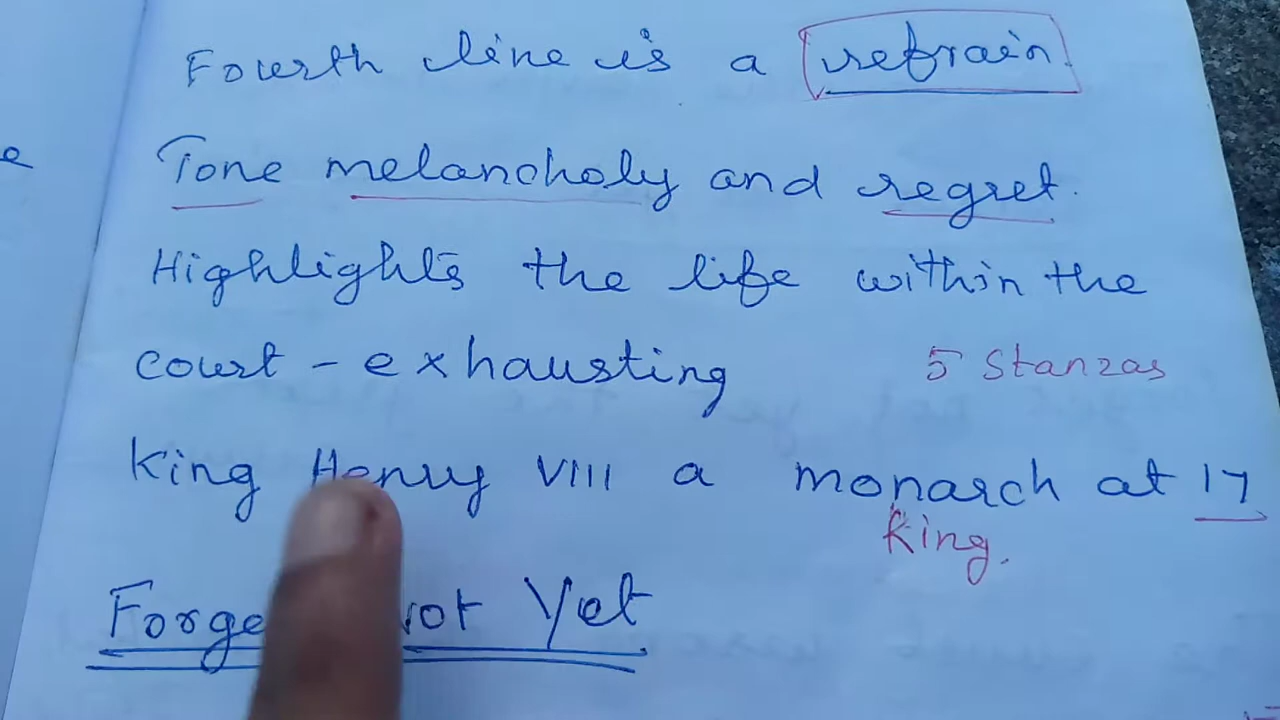 Fourth line is a refrain.
e
Tone melancholy and regret.
Highlights the life within the
court - exhausting
5 Stanzas
King Henry VIII a monarch at 17
King.
Yet